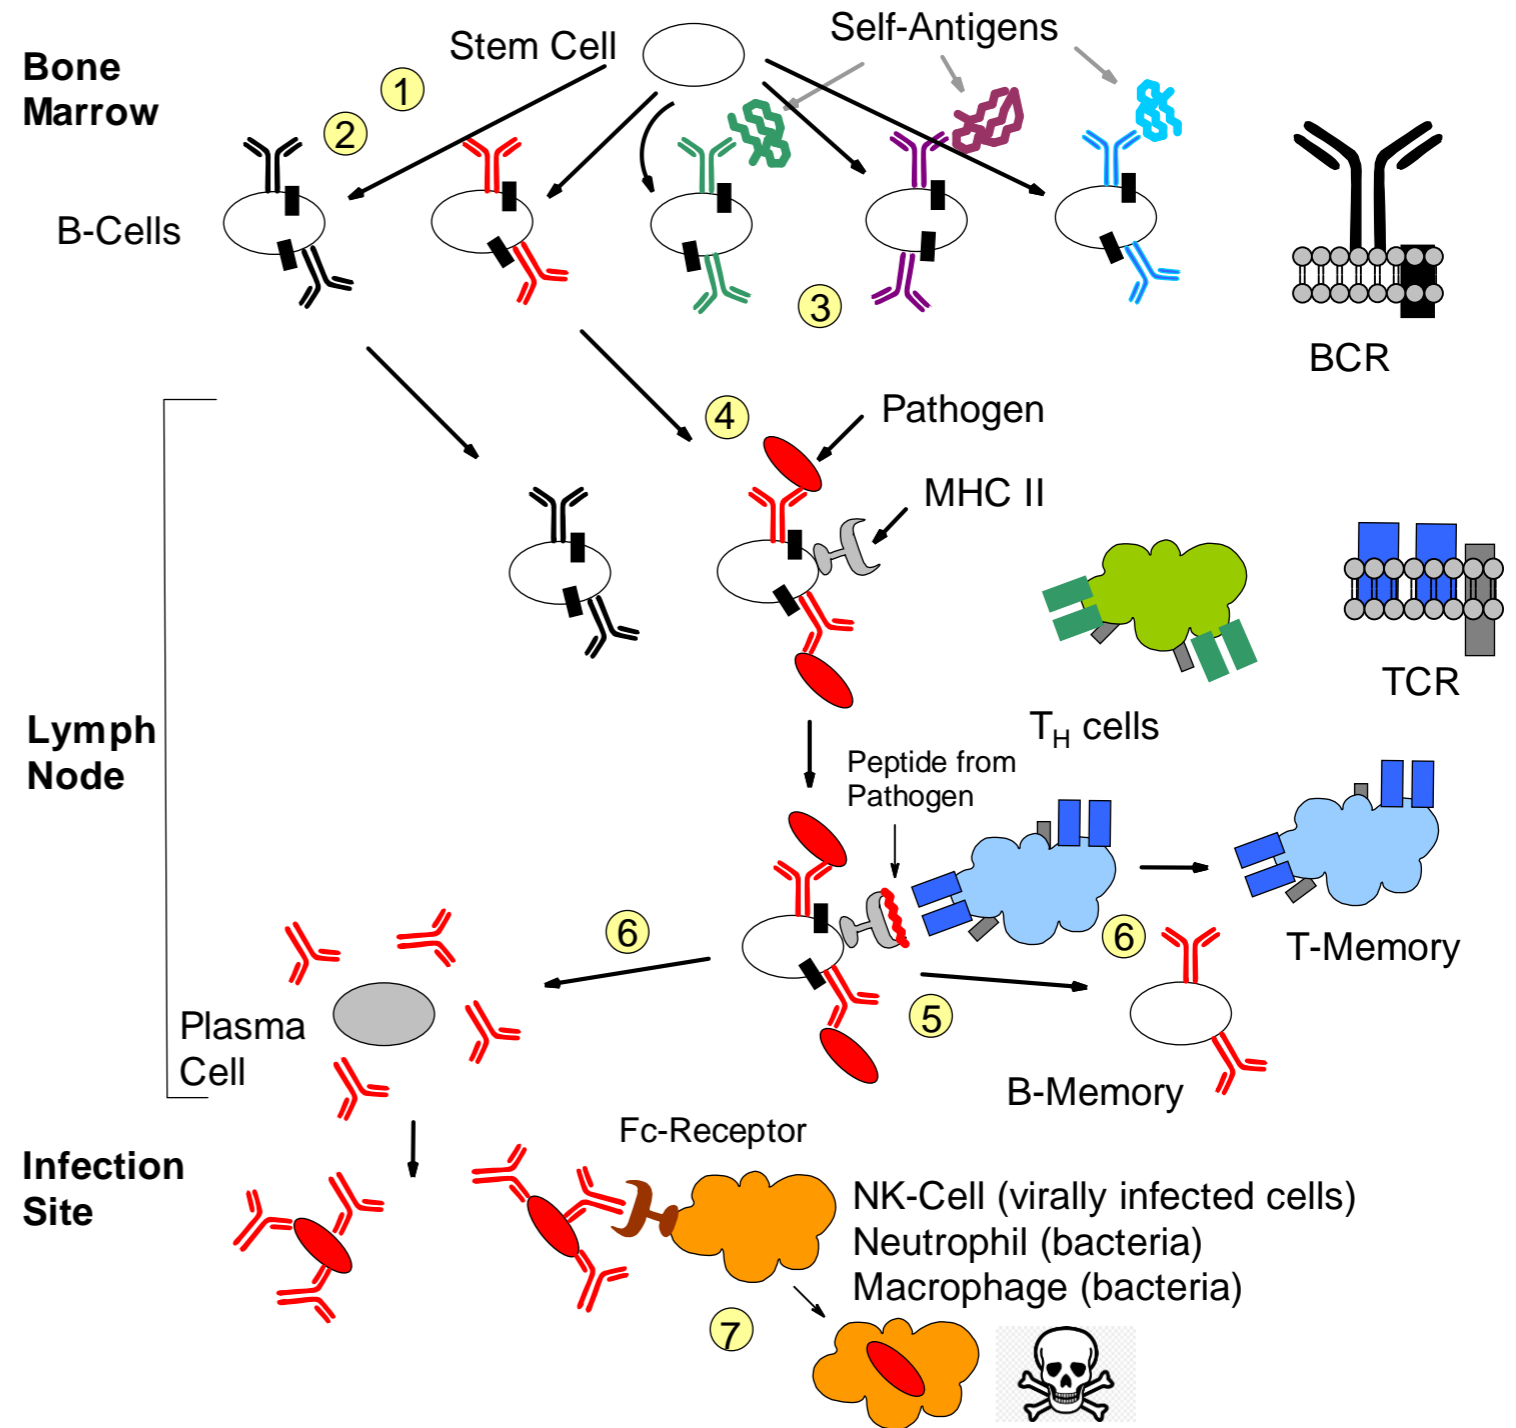 Bone
Marrow
Stem Cell
Self-Antigens
1
2
B-Cells
3
BCR
4
Pathogen
MHC II
TCR
TH cells
Lymph
Node
Peptide from
Pathogen
6
6
T-Memory
5
Plasma
Cell
B-Memory
Fc-Receptor
Infection
Site
NK-Cell (virally infected cells)
Neutrophil (bacteria)
Macrophage (bacteria)
7